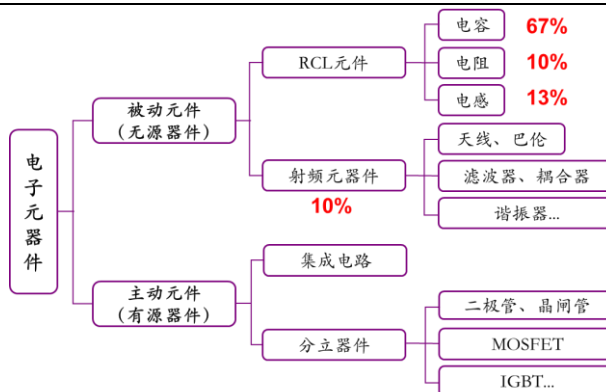 电子元器件
被动元件
(无源器件)
RCL元件
电容 67%
电阻 10%
电感 13%
射频元器件
10%
天线、巴伦
滤波器、耦合器
谐振器...
主动元件
(有源器件)
集成电路
分立器件
二极管、晶闸管
MOSFET
IGBT...